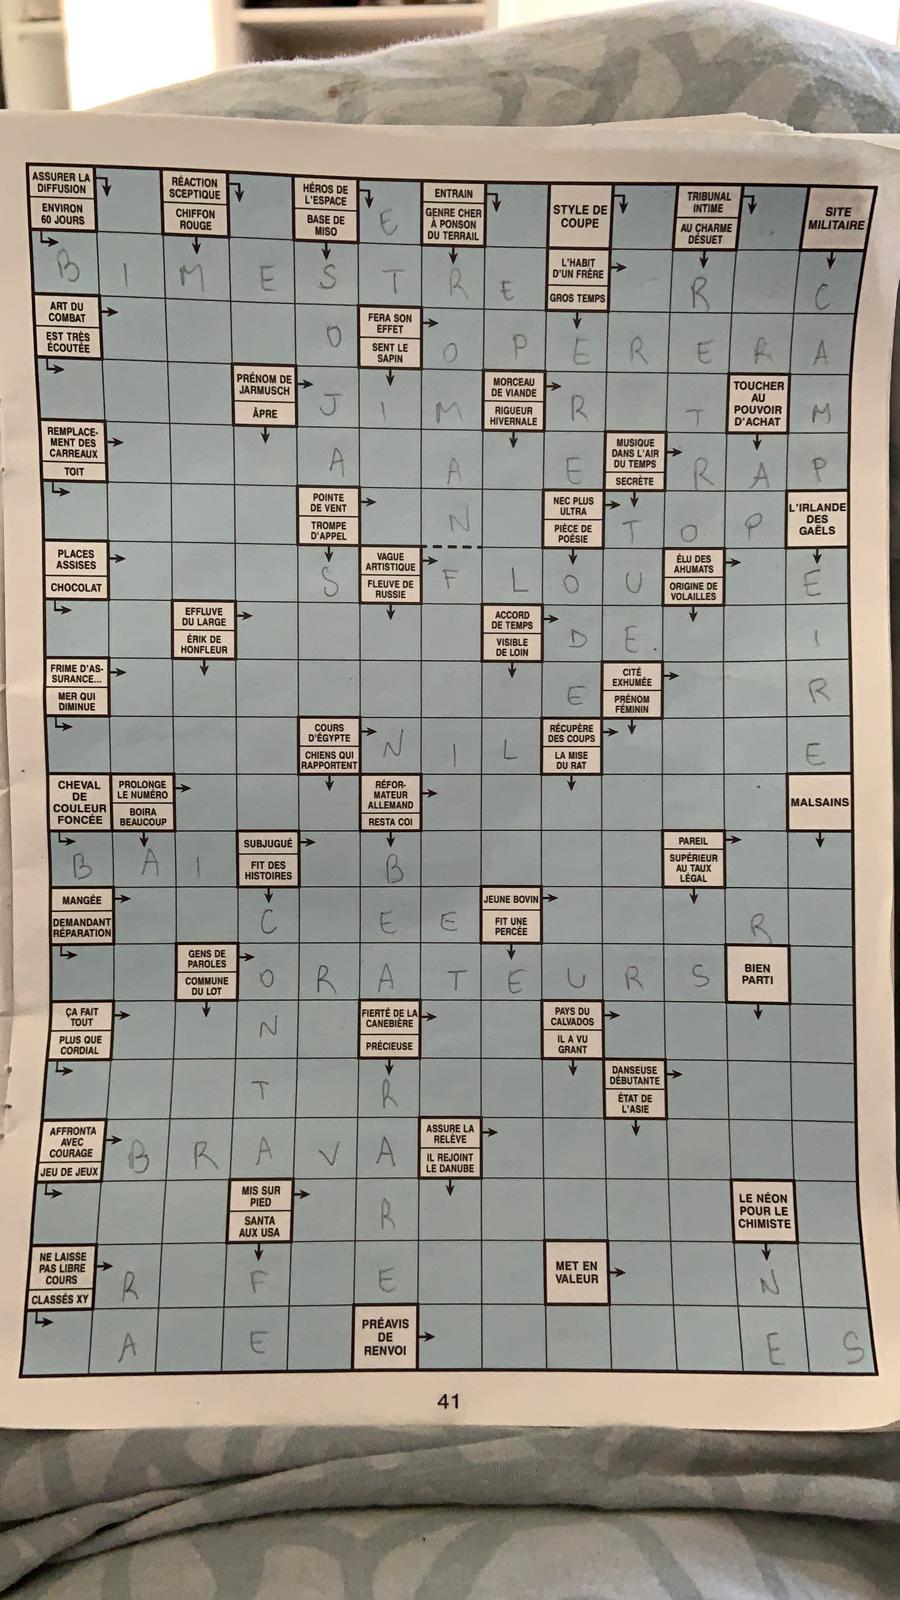 ASSURER LA DIFFUSION
ENVIRON 60 JOURS
RÉACTION SCEPTIQUE
CHIFFON ROUGE
HÉROS DE L'ESPACE
BASE DE MISO
E
ENTRAIN
GENRE CHER À PONSON DU TERRAIL
STYLE DE COUPE
TRIBUNAL INTIME
AU CHARME DÉSUET
SITE MILITAIRE
B I M E S T R E
L'HABIT D'UN FRÈRE
GROS TEMPS
R C
ART DU COMBAT
EST TRÈS ÉCOUTÉE
O
FERA SON EFFET
SENT LE SAPIN
O P E R E R A A
PRÉNOM DE JARMUSCH
ÂPRE
J I M
MORCEAU DE VIANDE
RIGUEUR HIVERNALE
R T
TOUCHER AU POUVOIR D'ACHAT
M
REMPLACEMENT DES CARREAUX
TOIT
A A E
MUSIQUE DANS L'AIR DU TEMPS
SECRÈTE
R A P
POINTE DE VENT
TROMPE D'APPEL
N
NEC PLUS ULTRA
PIÈCE DE POÉSIE
T O P
L'IRLANDE DES GAËLS
PLACES ASSISES
CHOCOLAT
S
VAGUE ARTISTIQUE
FLEUVE DE RUSSIE
F L O U
ÉLU DES AHUMATS
ORIGINE DE VOLAILLES
E
EFFLUVE DU LARGE
ÉRIK DE HONFLEUR
ACCORD DE TEMPS
VISIBLE DE LOIN
D E I
FRIME D'ASSURANCE...
MER QUI DIMINUE
E
CITÉ EXHUMÉE
PRÉNOM FÉMININ
R
COURS D'ÉGYPTE
CHIENS QUI RAPPORTENT
N I L
RÉCUPÈRE DES COUPS
LA MISE DU RAT
E
CHEVAL DE COULEUR FONCÉE
PROLONGE LE NUMÉRO
BOIRA BEAUCOUP
RÉFORMATEUR ALLEMAND
RESTA COI
MALSAINS
B A I
SUBJUGUÉ
FIT DES HISTOIRES
B
PAREIL
SUPÉRIEUR AU TAUX LÉGAL
MANGÉE
DEMANDANT RÉPARATION
C E E
JEUNE BOVIN
FIT UNE PERCÉE
R
GENS DE PAROLES
COMMUNE DU LOT
O R A T E U R S
BIEN PARTI
ÇA FAIT TOUT
PLUS QUE CORDIAL
N
FIERTÉ DE LA CANEBIÈRE
PRÉCIEUSE
PAYS DU CALVADOS
IL A VU GRANT
T R
DANSEUSE DÉBUTANTE
ÉTAT DE L'ASIE
AFFRONTA AVEC COURAGE
JEU DE JEUX
B R A V A
ASSURE LA RELÈVE
IL REJOINT LE DANUBE
MIS SUR PIED
SANTA AUX USA
R
LE NÉON POUR LE CHIMISTE
NE LAISSE PAS LIBRE COURS
CLASSÉS XY
R F E
MET EN VALEUR
N
A E
PRÉAVIS DE RENVOI
E S
41